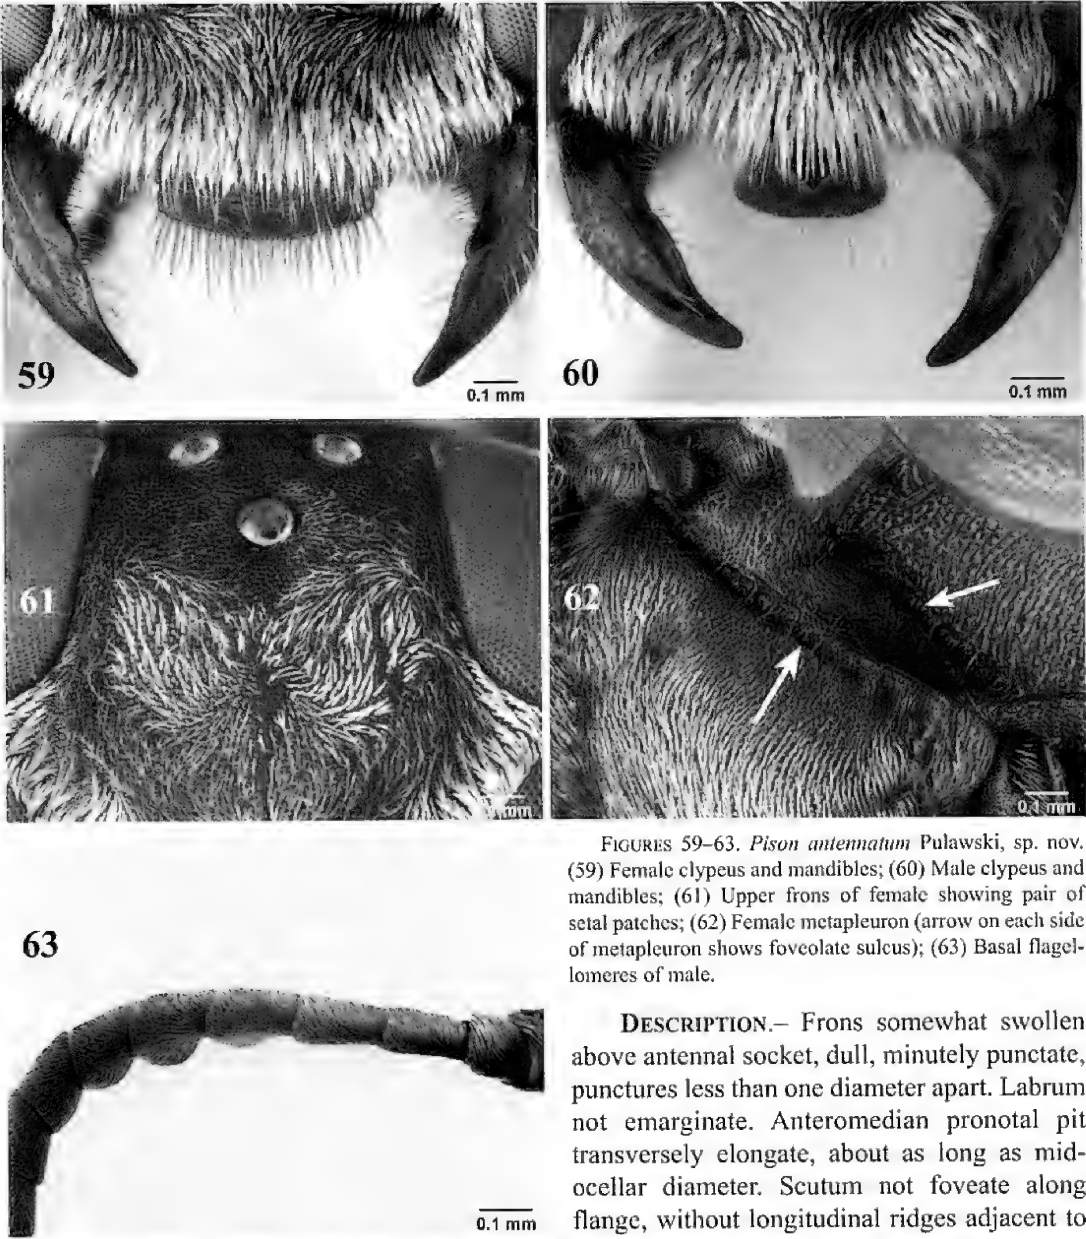 59
0.1 mm
60
0.1 mm
61
mm
62
0.1 mm
FIGURES 59–63. Pison antennatum Pulawski, sp. nov.
(59) Female clypeus and mandibles; (60) Male clypeus and
mandibles; (61) Upper frons of female showing pair of
setal patches; (62) Female metapleuron (arrow on each side
of metapleuron shows foveolate sulcus); (63) Basal flagel-
lomeres of male.
63
0.1 mm
DESCRIPTION.– Frons somewhat swollen
above antennal socket, dull, minutely punctate,
punctures less than one diameter apart. Labrum
not emarginate. Anteromedian pronotal pit
transversely elongate, about as long as mid-
ocellar diameter. Scutum not foveate along
flange, without longitudinal ridges adjacent to